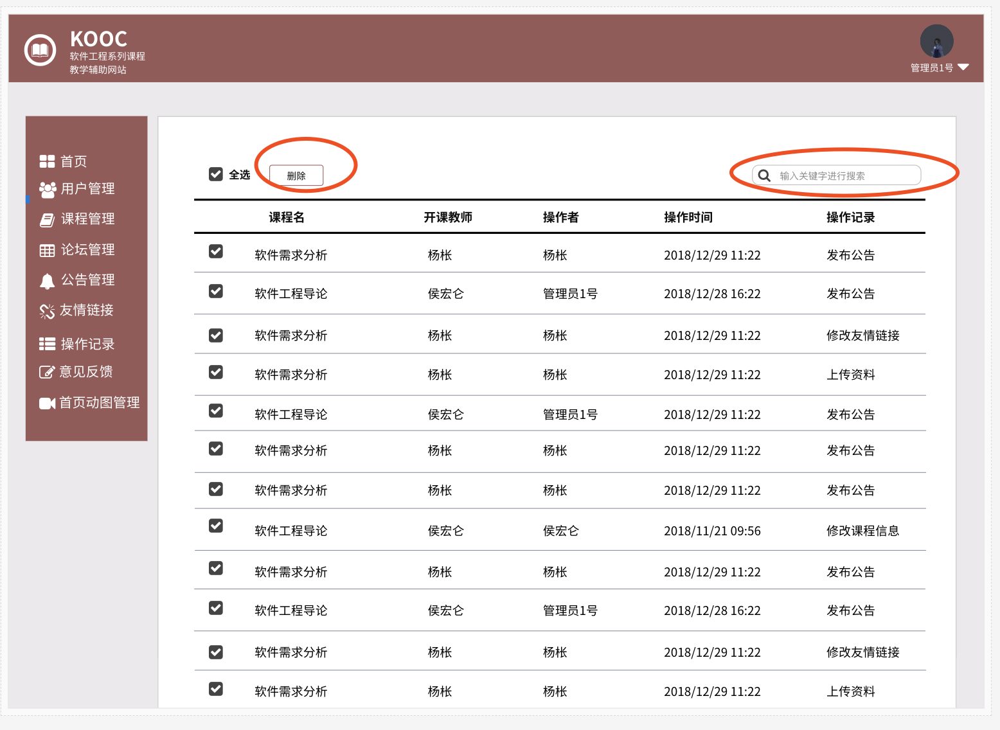 KOOC
软件工程系列课程
教学辅助网站
管理员1号
首页
用户管理
课程管理
论坛管理
公告管理
友情链接
操作记录
意见反馈
首页动图管理
全选 删除 输入关键字进行搜索
课程名 开课教师 操作者 操作时间 操作记录
软件需求分析 杨枨 杨枨 2018/12/29 11:22 发布公告
软件工程导论 侯宏仑 管理员1号 2018/12/28 16:22 发布公告
软件需求分析 杨枨 杨枨 2018/12/29 11:22 修改友情链接
软件需求分析 杨枨 杨枨 2018/12/29 11:22 上传资料
软件工程导论 侯宏仑 管理员1号 2018/12/29 11:22 发布公告
软件需求分析 杨枨 杨枨 2018/12/29 11:22 发布公告
软件需求分析 杨枨 杨枨 2018/12/29 11:22 发布公告
软件工程导论 侯宏仑 侯宏仑 2018/11/21 09:56 修改课程信息
软件需求分析 杨枨 杨枨 2018/12/29 11:22 发布公告
软件工程导论 侯宏仑 管理员1号 2018/12/28 16:22 发布公告
软件需求分析 杨枨 杨枨 2018/12/29 11:22 修改友情链接
软件需求分析 杨枨 杨枨 2018/12/29 11:22 上传资料